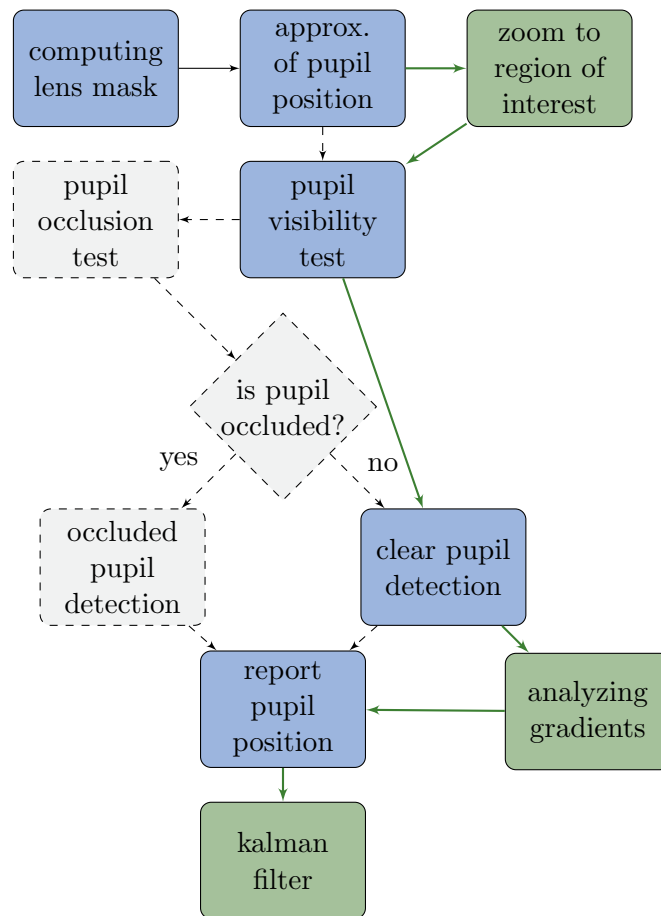 computing
lens mask
approx.
of pupil
position
zoom to
region of
interest
pupil
occlusion
test
pupil
visibility
test
is pupil
occluded?
yes
no
occluded
pupil
detection
clear pupil
detection
report
pupil
position
analyzing
gradients
kalman
filter